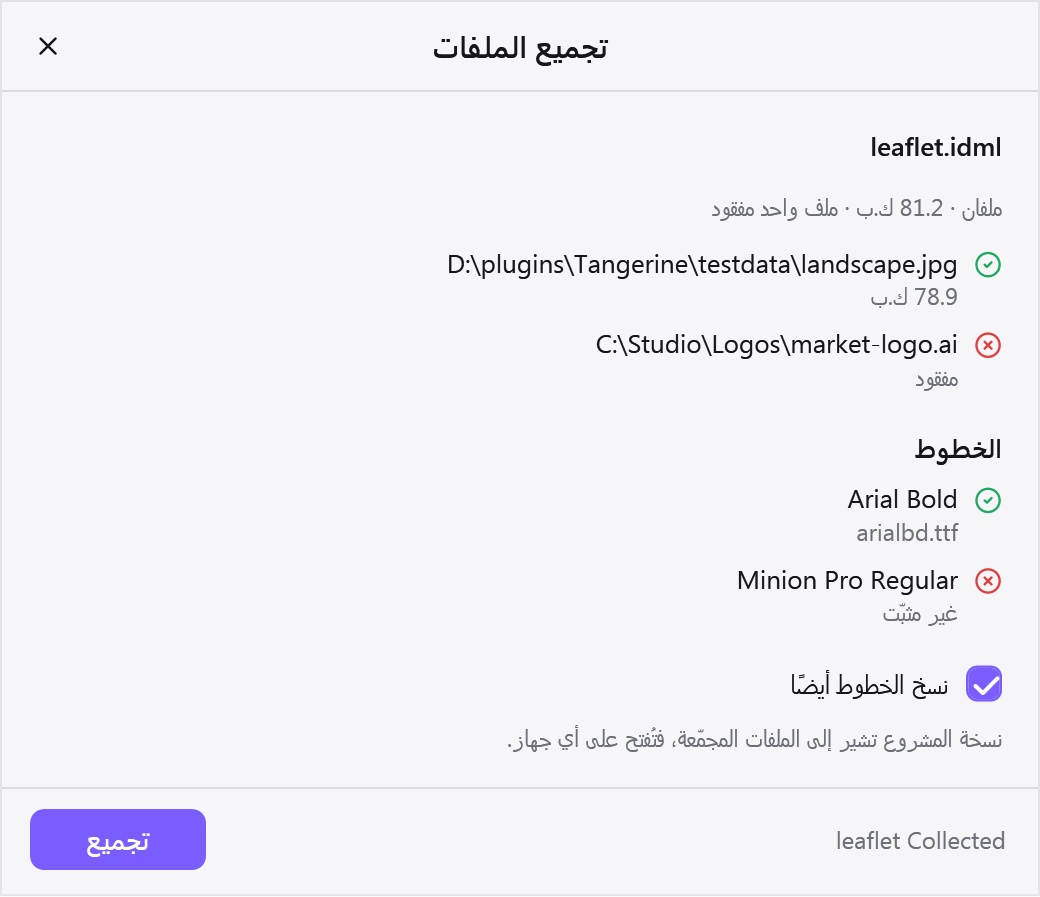 تجميع الملفات
leaflet.idml
ملفان · 81.2 ك.ب · ملف واحد مفقود
D:\plugins\Tangerine\testdata\landscape.jpg
78.9 ك.ب
C:\Studio\Logos\market-logo.ai
مفقود
الخطوط
Arial Bold
arialbd.ttf
Minion Pro Regular
غير مثبّت
نسخ الخطوط أيضًا
نسخة المشروع تشير إلى الملفات المجمّعة، فتُفتح على أي جهاز.
leaflet Collected
تجميع